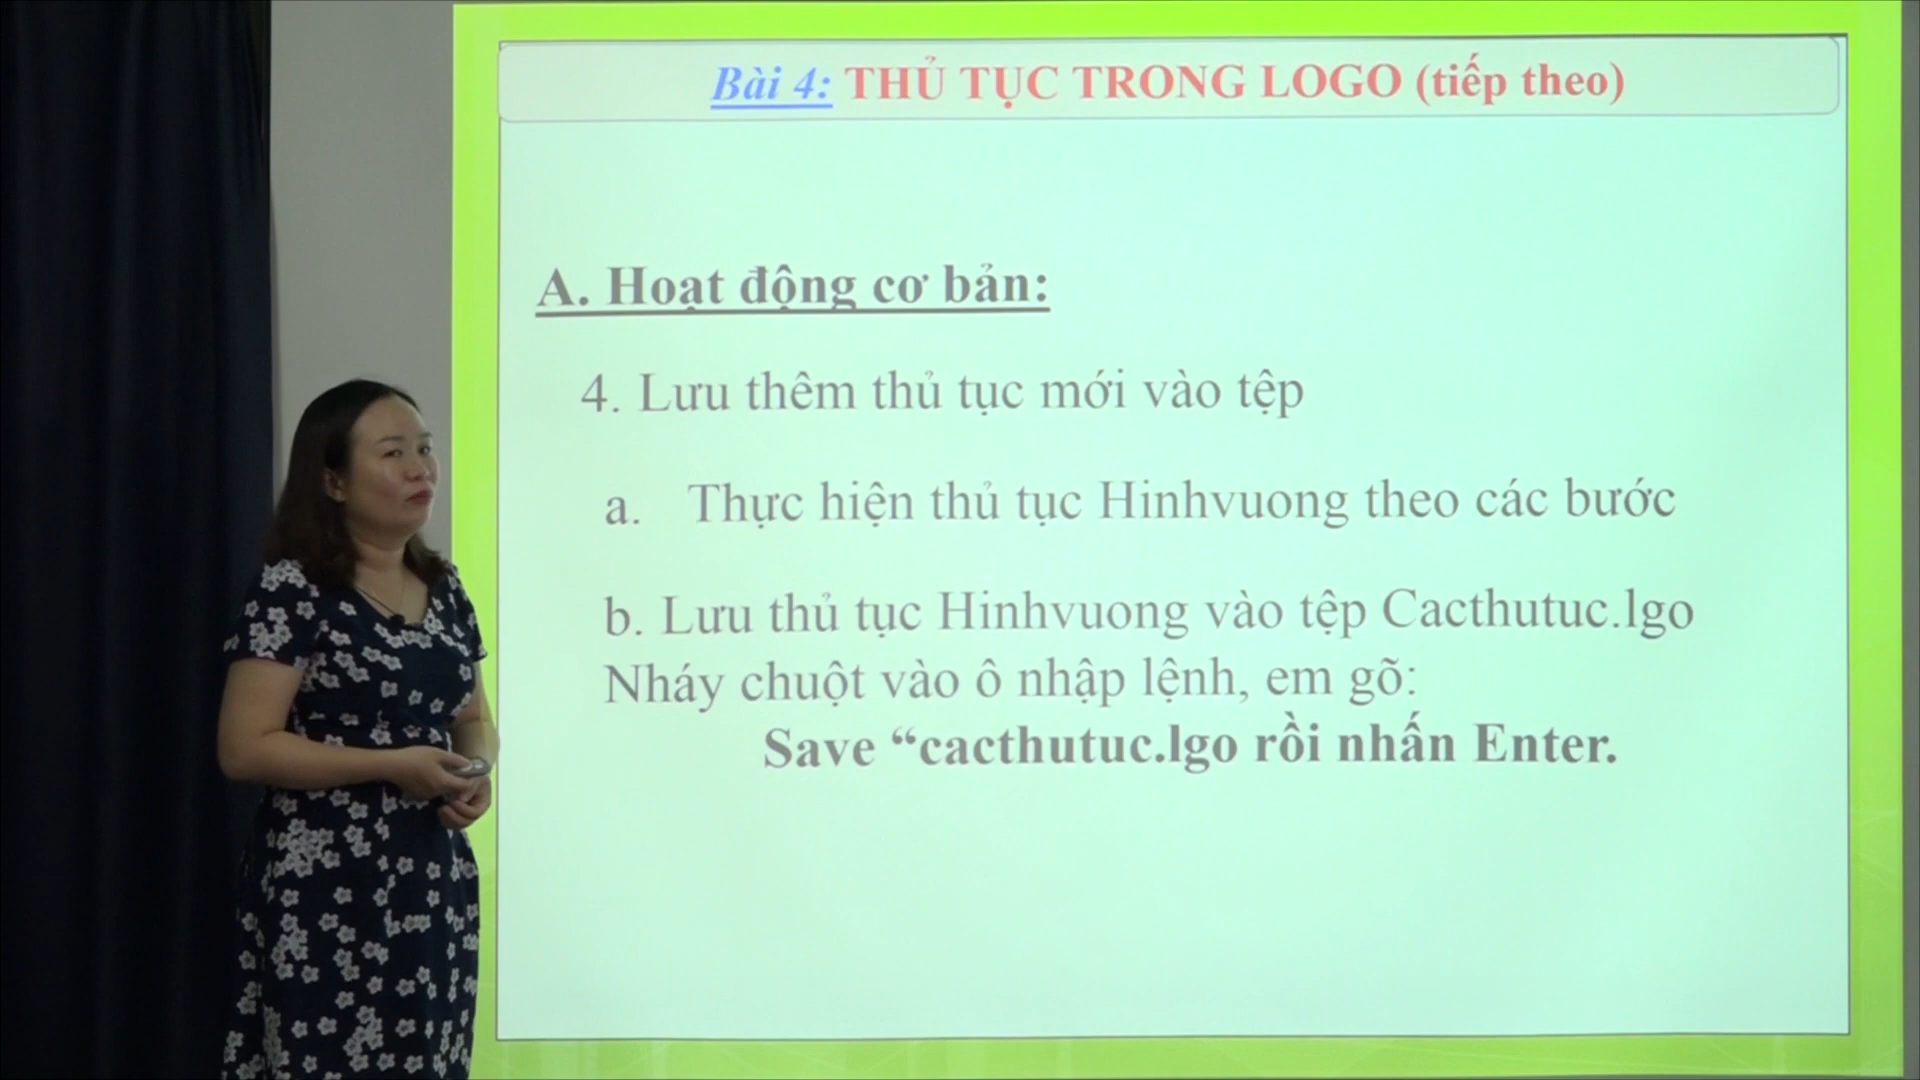 Bài 4: THỦ TỤC TRONG LOGO (tiếp theo)
A. Hoạt động cơ bản:
4. Lưu thêm thủ tục mới vào tệp
a. Thực hiện thủ tục Hinhvuong theo các bước
b. Lưu thủ tục Hinhvuong vào tệp Cacthutuc.lgo
Nháy chuột vào ô nhập lệnh, em gõ:
Save “cacthutuc.lgo rồi nhấn Enter.